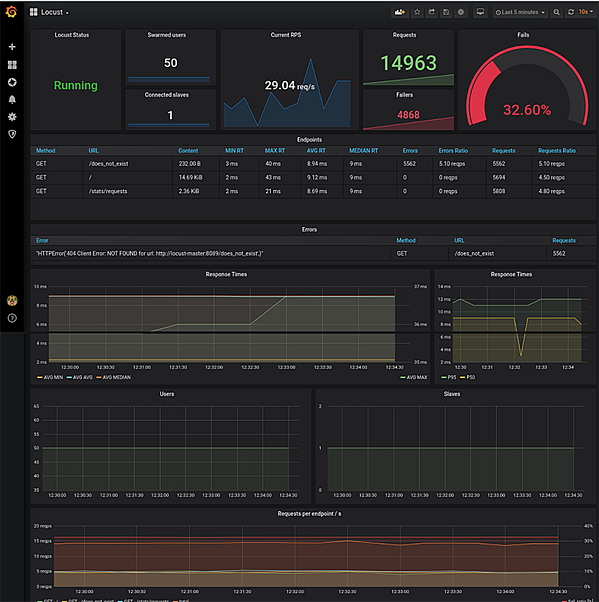 Locust
Last 5 minutes
10s
Locust Status
Running
Swarmed users
50
Connected slaves
1
Current RPS
29.04 req/s
Requests
14963
Failers
4868
Fails
32.60%
Endpoints
Method URL Content MIN RT MAX RT AVG RT MEDIAN RT Errors Errors Ratio Requests Requests Ratio
GET /does_not_exist 232.00 B 3 ms 40 ms 8.94 ms 9 ms 5562 5.10 reqps 5562 5.10 reqps
GET / 14.69 KiB 2 ms 43 ms 9.12 ms 9 ms 0 0 reqps 5694 4.50 reqps
GET /stats/requests 2.36 KiB 2 ms 21 ms 8.69 ms 9 ms 0 0 reqps 5808 4.80 reqps
Errors
Error Method URL Requests
"HTTPError('404 Client Error: NOT FOUND for url: http://locust-master:8089/does_not_exist',)" GET /does_not_exist 5562
Response Times
10 ms
8 ms
6 ms
4 ms
2 ms
37 ms
36 ms
35 ms
12:30:00 12:30:30 12:31:00 12:31:30 12:32:00 12:32:30 12:33:00 12:33:30 12:34:00 12:34:30
AVG MIN AVG AVG AVG MEDIAN AVG MAX
Response Times
14 ms
12 ms
10 ms
8 ms
6 ms
4 ms
2 ms
12:30 12:31 12:32 12:33 12:34
P95 P50
Users
65
60
55
50
45
40
35
12:30:00 12:30:30 12:31:00 12:31:30 12:32:00 12:32:30 12:33:00 12:33:30 12:34:00 12:34:30
Slaves
2
1
0
12:30:00 12:30:30 12:31:00 12:31:30 12:32:00 12:32:30 12:33:00 12:33:30 12:34:00 12:34:30
Requests per endpoint / s
20 reqps
15 reqps
10 reqps
5 reqps
0 reqps
40%
30%
20%
10%
0%
12:30:00 12:30:30 12:31:00 12:31:30 12:32:00 12:32:30 12:33:00 12:33:30 12:34:00 12:34:30